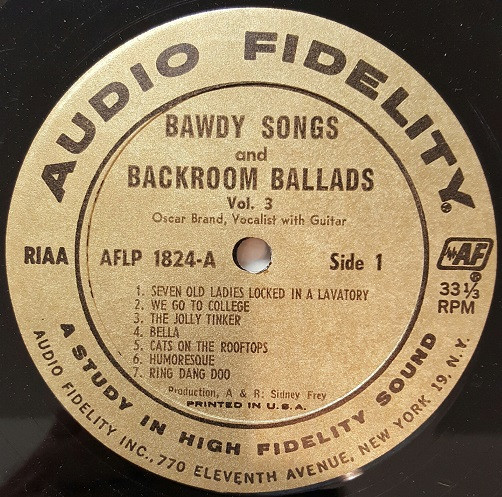 AUDIO FIDELITY®
BAWDY SONGS
and
BACKROOM BALLADS
Vol. 3
Oscar Brand, Vocalist with Guitar
RIAA
AFLP 1824-A
Side 1
AF®
33⅓
RPM
1. SEVEN OLD LADIES LOCKED IN A LAVATORY
2. WE GO TO COLLEGE
3. THE JOLLY TINKER
4. BELLA
5. CATS ON THE ROOFTOPS
6. HUMORESQUE
7. RING DANG DOO
Production, A & R: Sidney Frey
PRINTED IN U.S.A.
A STUDY IN HIGH FIDELITY SOUND
AUDIO FIDELITY INC., 770 ELEVENTH AVENUE, NEW YORK 19, N.Y.